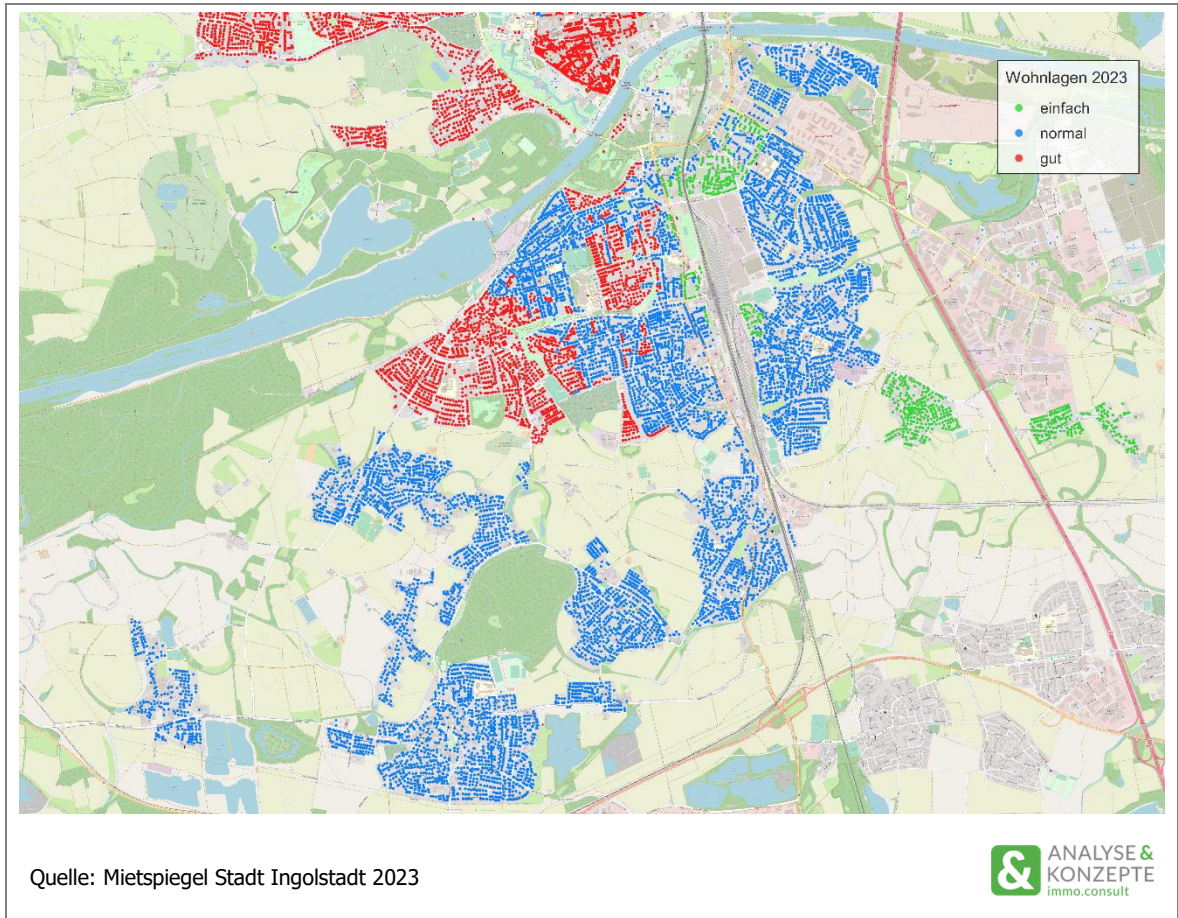 Wohnlagen 2023
einfach
normal
gut
Quelle: Mietspiegel Stadt Ingolstadt 2023
&
ANALYSE &
KONZEPTE
immo.consult